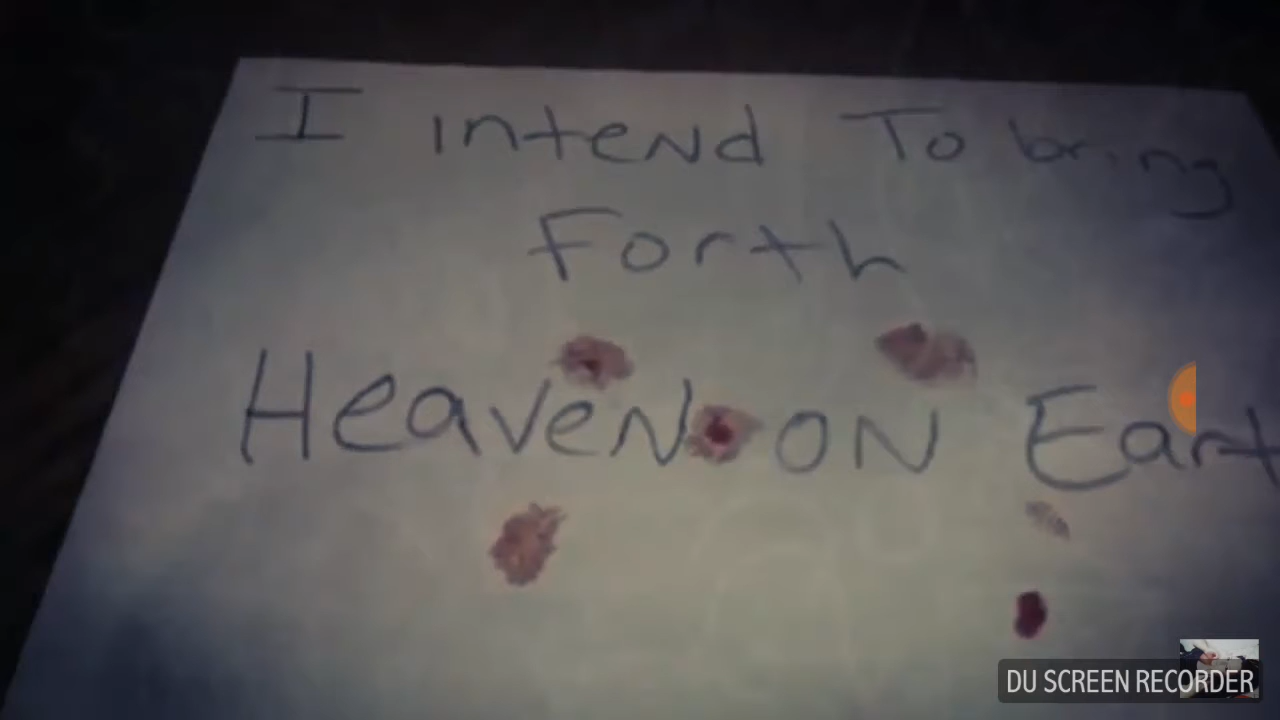 I intend To bring
Forth
Heaven on Eart
DU SCREEN RECORDER